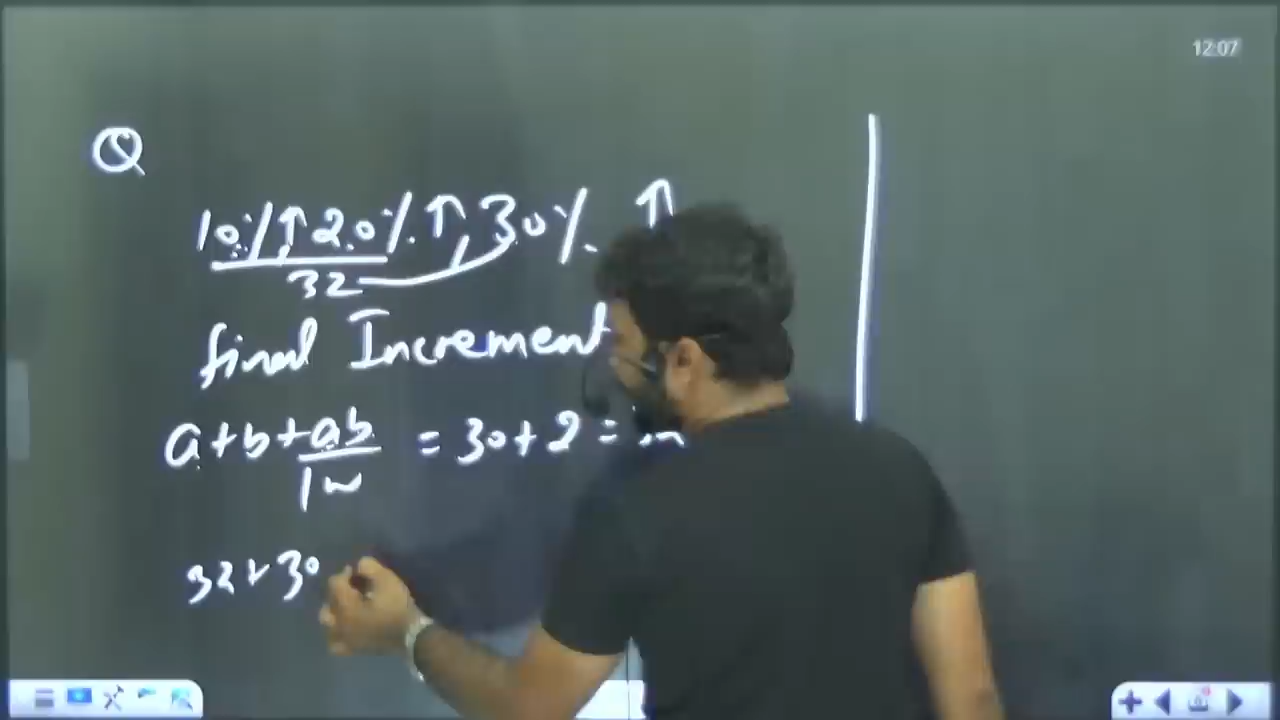 12:07
Q
10%↑ 20%↑ 30% ↑
32
final Increment
a+b+ab/100 = 30+2 =
32+30